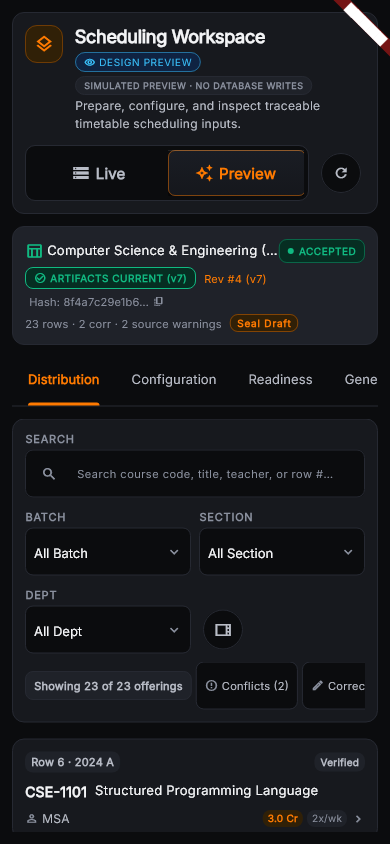 Scheduling Workspace
DESIGN PREVIEW
SIMULATED PREVIEW · NO DATABASE WRITES
Prepare, configure, and inspect traceable
timetable scheduling inputs.
Live
Preview
Computer Science & Engineering (...
ACCEPTED
ARTIFACTS CURRENT (v7) Rev #4 (v7)
Hash: 8f4a7c29e1b6...
23 rows · 2 corr · 2 source warnings Seal Draft
Distribution Configuration Readiness Gene
SEARCH
Search course code, title, teacher, or row #...
BATCH SECTION
All Batch All Section
DEPT
All Dept
Showing 23 of 23 offerings Conflicts (2) Correc
Row 6 · 2024 A Verified
CSE-1101 Structured Programming Language
MSA 3.0 Cr 2x/wk